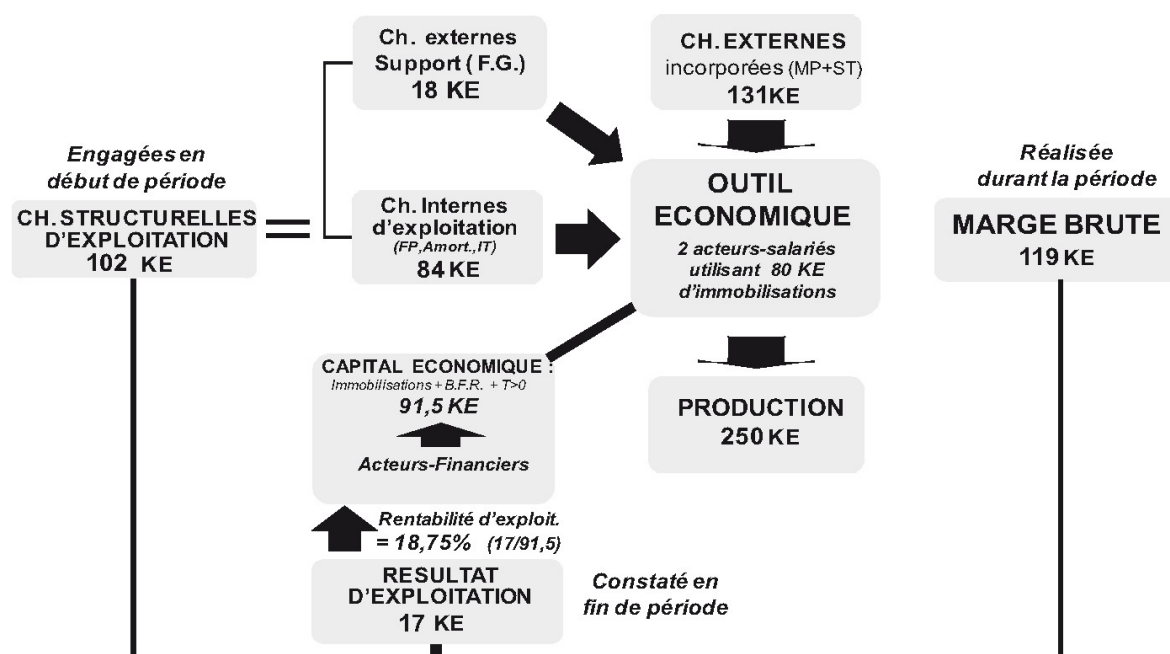 Ch. externes
Support ( F.G.)
18 KE
CH. EXTERNES
incorporées (MP+ST)
131KE
Engagées en
début de période
CH. STRUCTURELLES
D'EXPLOITATION
102 KE
Ch. Internes
d'exploitation
(FP,Amort.,IT)
84 KE
OUTIL
ECONOMIQUE
2 acteurs-salariés
utilisant 80 KE
d'immobilisations
Réalisée
durant la période
MARGE BRUTE
119 KE
CAPITAL ECONOMIQUE :
Immobilisations + B.F.R. + T>0
91,5 KE
Acteurs-Financiers
PRODUCTION
250 KE
Rentabilité d'exploit.
= 18,75% (17/91,5)
RESULTAT
D'EXPLOITATION
17 KE
Constaté en
fin de période